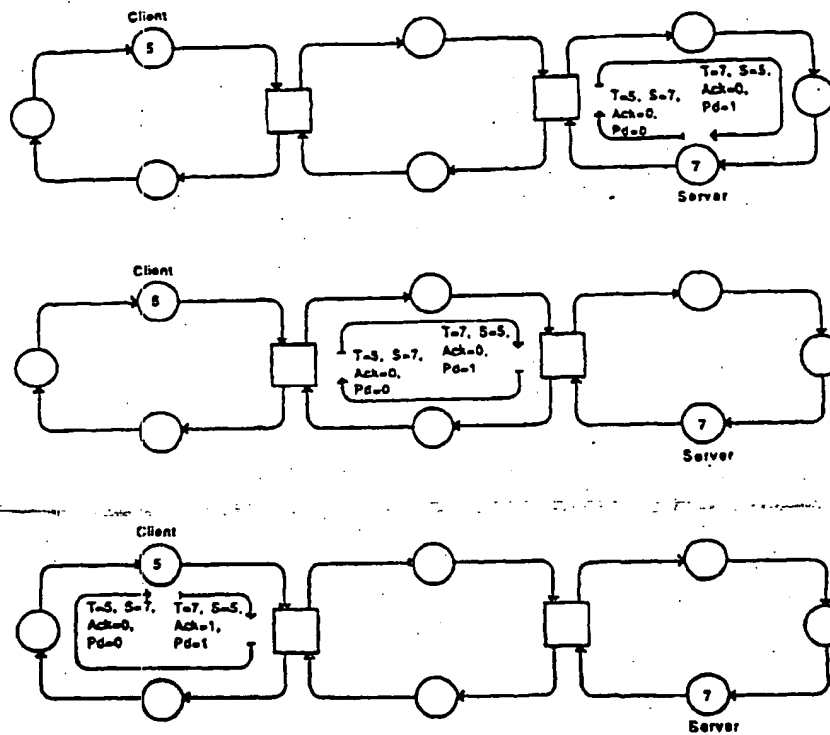 Client
5
T=5, S=7,
Ack=0,
Pd=0
T=7, S=5,
Ack=0,
Pd=1
7
Server
Client
5
T=5, S=7,
Ack=0,
Pd=0
T=7, S=5,
Ack=0,
Pd=1
7
Server
Client
5
T=5, S=7,
Ack=0,
Pd=0
T=7, S=5,
Ack=1,
Pd=1
7
Server